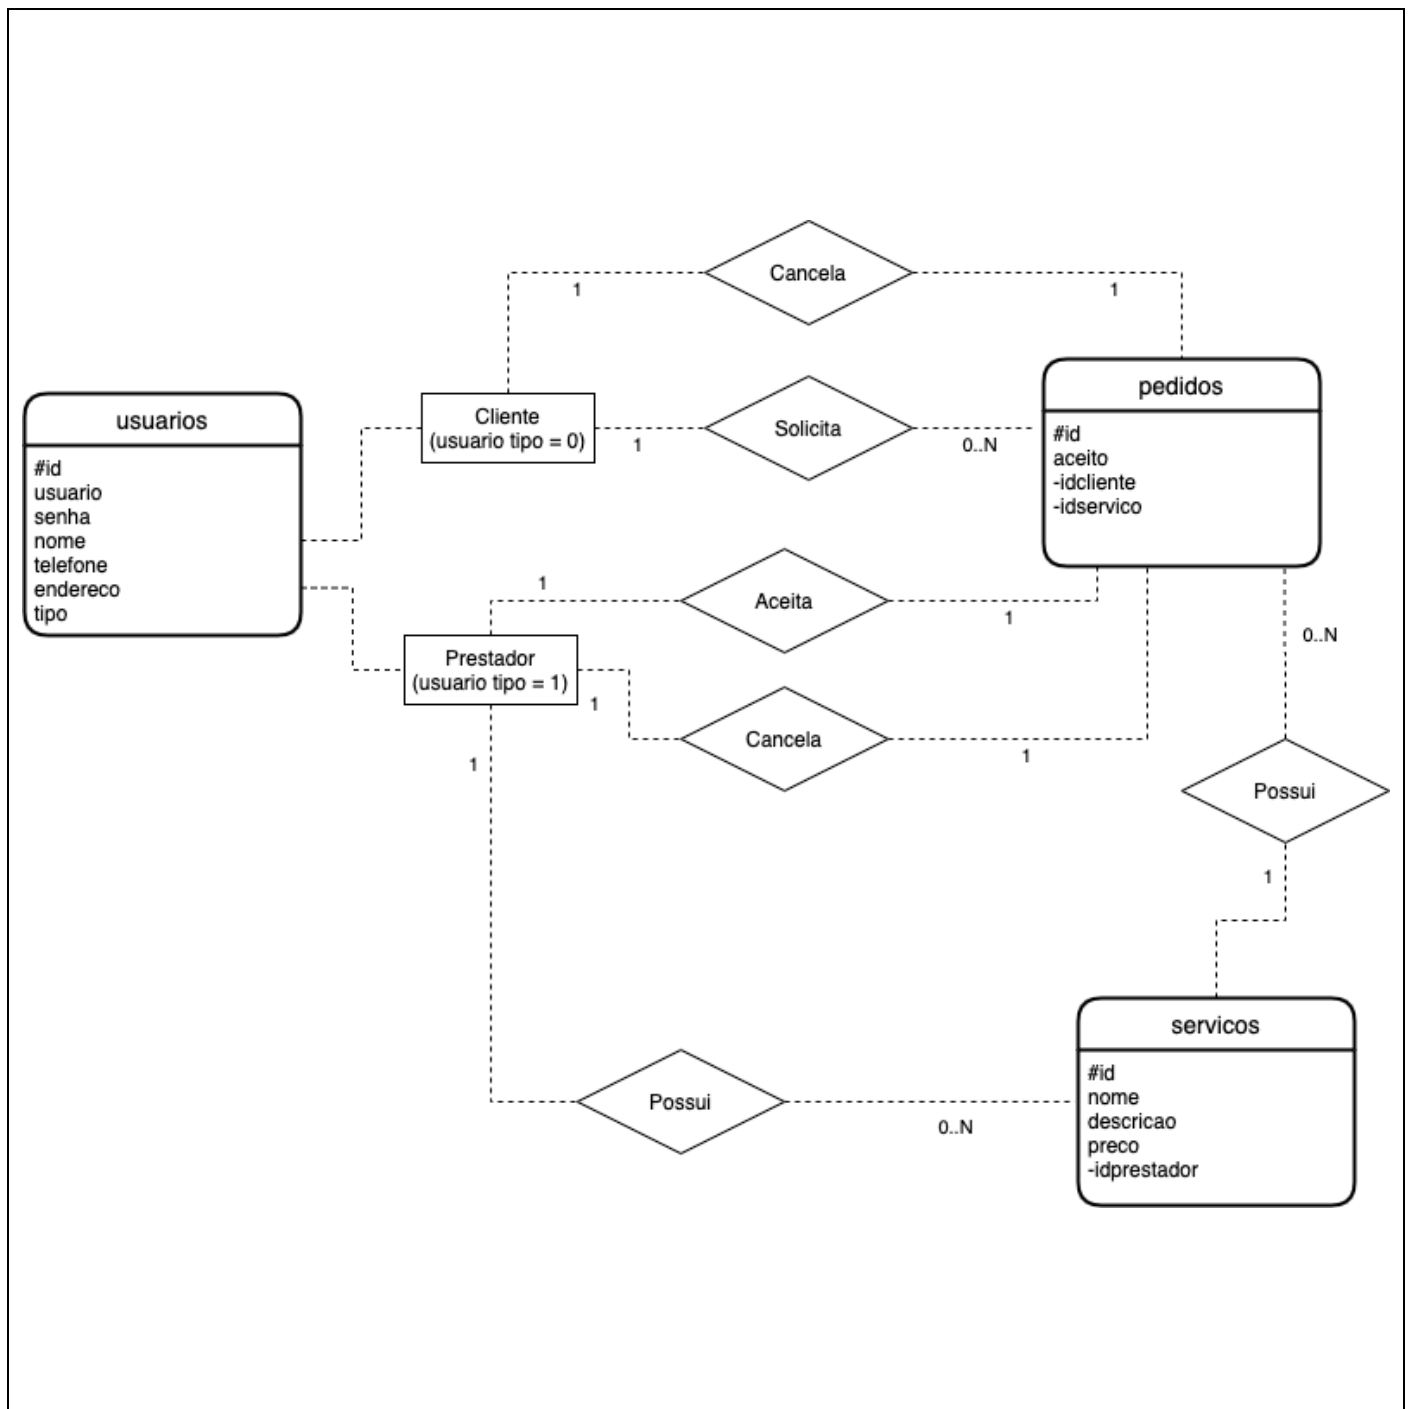 Cancela
1
1
usuarios
#id
usuario
senha
nome
telefone
endereco
tipo
Cliente
(usuario tipo = 0)
1
Solicita
0..N
pedidos
#id
aceito
-idcliente
-idservico
1
Aceita
1
Prestador
(usuario tipo = 1)
1
Cancela
1
0..N
Possui
1
1
Possui
0..N
servicos
#id
nome
descricao
preco
-idprestador